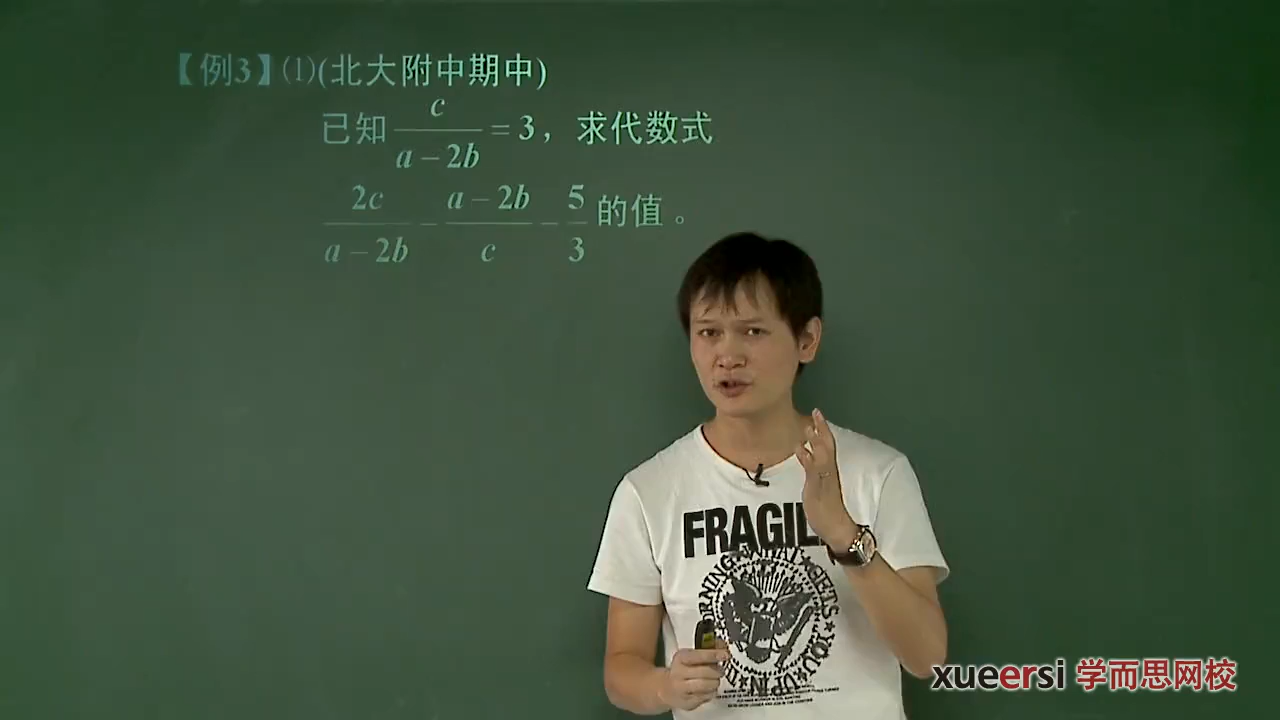 【例3】⑴(北大附中期中)
已知 c/(a－2b) = 3，求代数式
2c/(a－2b) － (a－2b)/c － 5/3 的值。
FRAGIL
xueersi 学而思网校